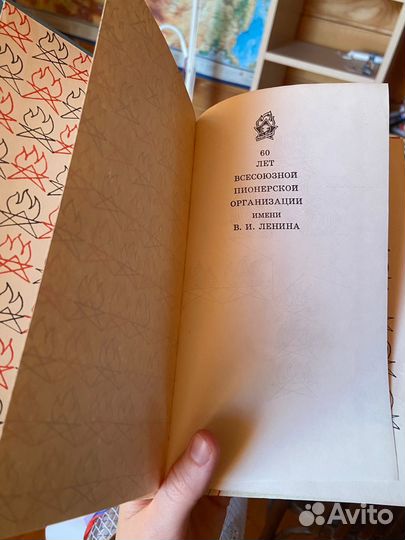 60
ЛЕТ
ВСЕСОЮЗНОЙ
ПИОНЕРСКОЙ
ОРГАНИЗАЦИИ
ИМЕНИ
В. И. ЛЕНИНА
Avito